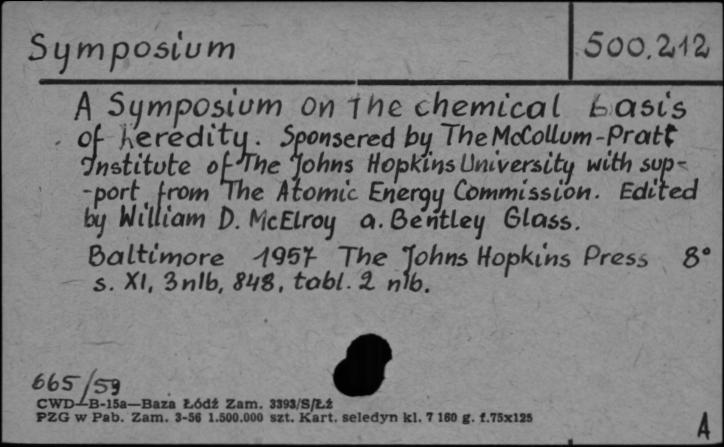 Symposium
500.212
A Symposium on the chemical basis
of heredity. Sponsered by The McCollum-Pratt
Institute of The Johns Hopkins University with sup-
-port from The Atomic Energy Commission. Edited
by William D. McElroy a. Bentley Glass.
Baltimore 1957 The Johns Hopkins Press 8°
s. XI, 3 nlb, 848, tabl. 2 nlb.
665/59
CWD—B-15a—Baza Łódź Zam. 3393/S/Łź
PZG w Pab. Zam. 3-56 1.500.000 szt. Kart. seledyn kl. 7 160 g. f.75x125
A